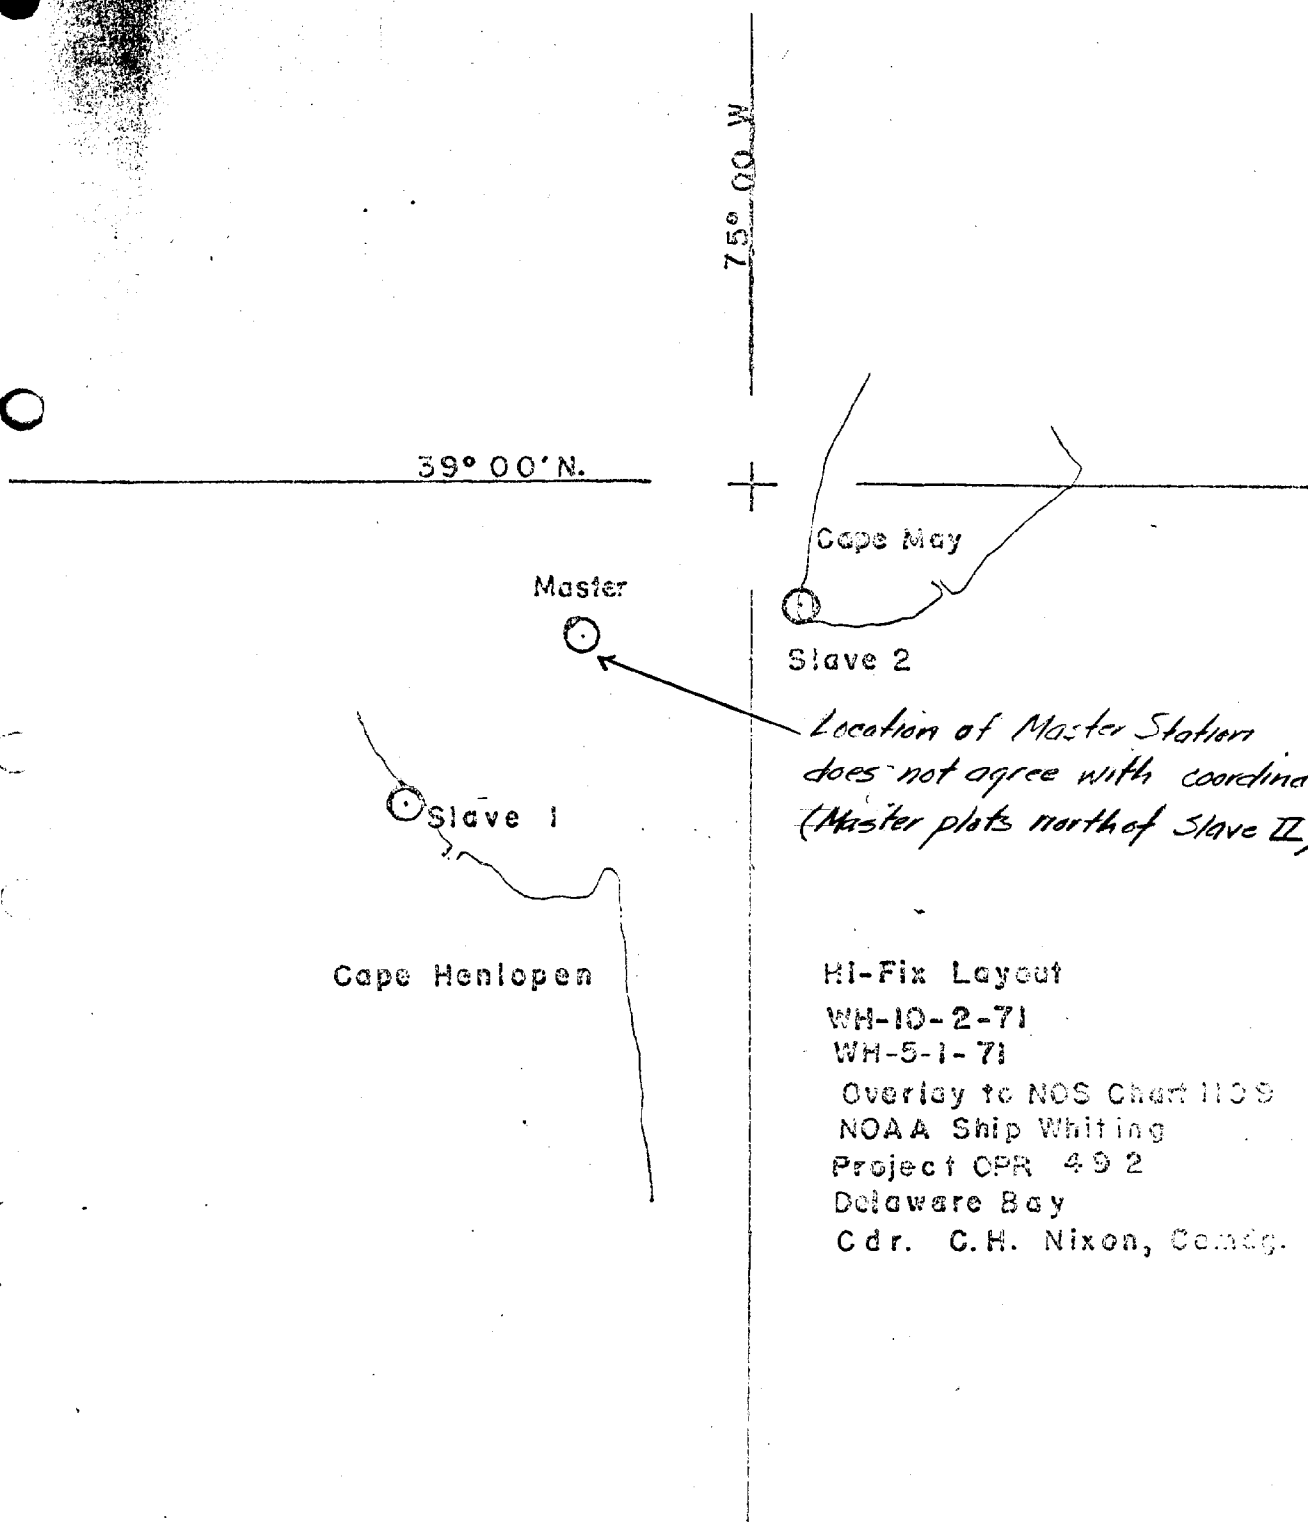 75° 00 W
39° 00' N.
Cape May
Master
Slave 2
Location of Master Station
does not agree with
(Master plots north of Slave II)
Slave 1
Cape Henlopen
HI-Fix Layout
WH-10-2-71
WH-5-1-71
Overlay to NOS Chart 1109
NOAA Ship Whiting
Project OPR 492
Delaware Bay
Cdr. C.H. Nixon, Comdg.